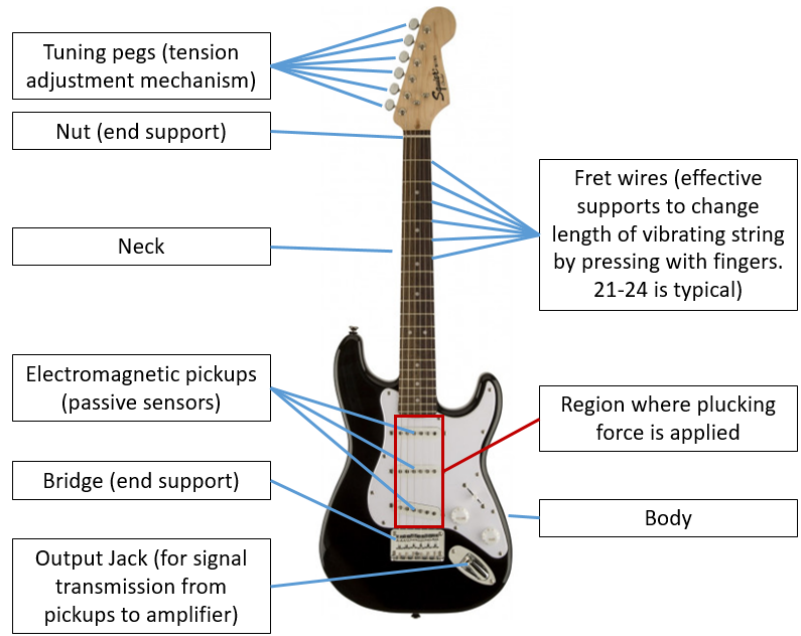 Tuning pegs (tension
adjustment mechanism)
Nut (end support)
Neck
Electromagnetic pickups
(passive sensors)
Bridge (end support)
Output Jack (for signal
transmission from
pickups to amplifier)
Squier
Fret wires (effective
supports to change
length of vibrating string
by pressing with fingers.
21-24 is typical)
Region where plucking
force is applied
Body